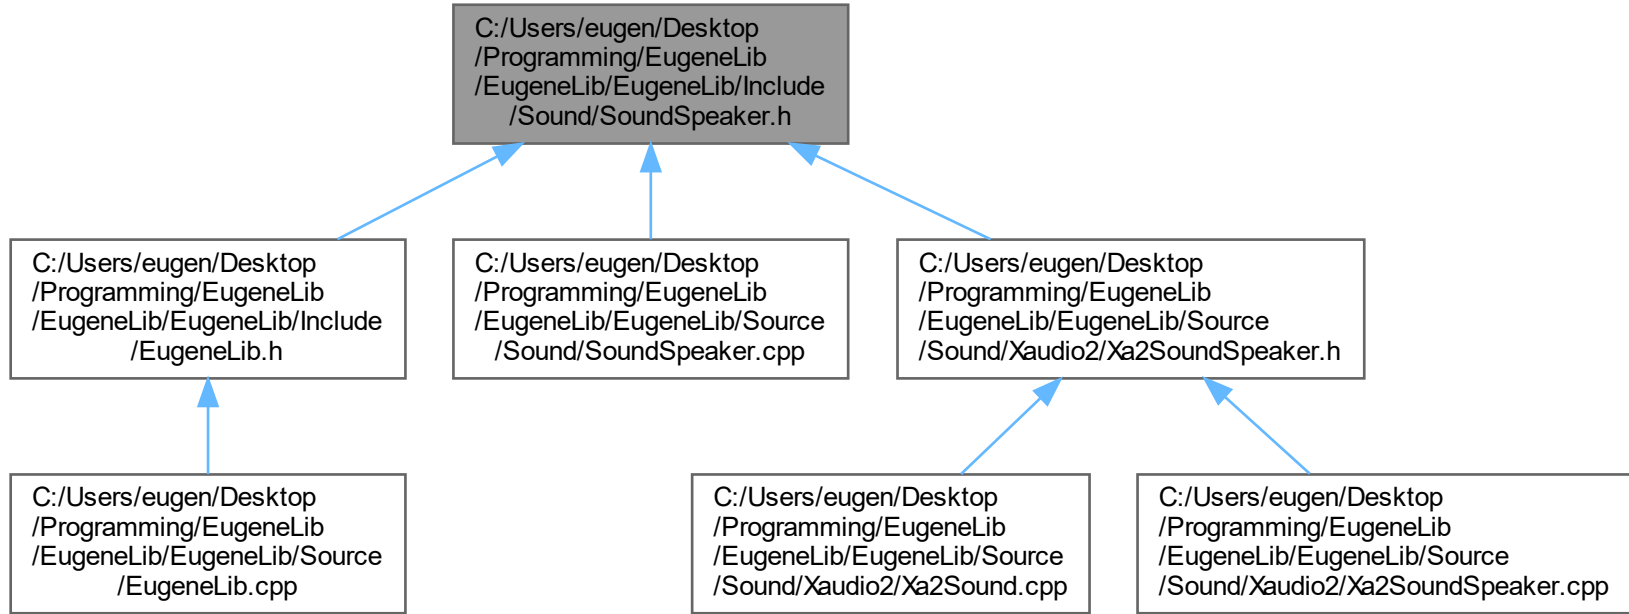 C:/Users/eugen/Desktop
/Programming/EugeneLib
/EugeneLib/EugeneLib/Include
/Sound/SoundSpeaker.h
C:/Users/eugen/Desktop
/Programming/EugeneLib
/EugeneLib/EugeneLib/Include
/EugeneLib.h
C:/Users/eugen/Desktop
/Programming/EugeneLib
/EugeneLib/EugeneLib/Source
/Sound/SoundSpeaker.cpp
C:/Users/eugen/Desktop
/Programming/EugeneLib
/EugeneLib/EugeneLib/Source
/Sound/Xaudio2/Xa2SoundSpeaker.h
C:/Users/eugen/Desktop
/Programming/EugeneLib
/EugeneLib/EugeneLib/Source
/EugeneLib.cpp
C:/Users/eugen/Desktop
/Programming/EugeneLib
/EugeneLib/EugeneLib/Source
/Sound/Xaudio2/Xa2Sound.cpp
C:/Users/eugen/Desktop
/Programming/EugeneLib
/EugeneLib/EugeneLib/Source
/Sound/Xaudio2/Xa2SoundSpeaker.cpp